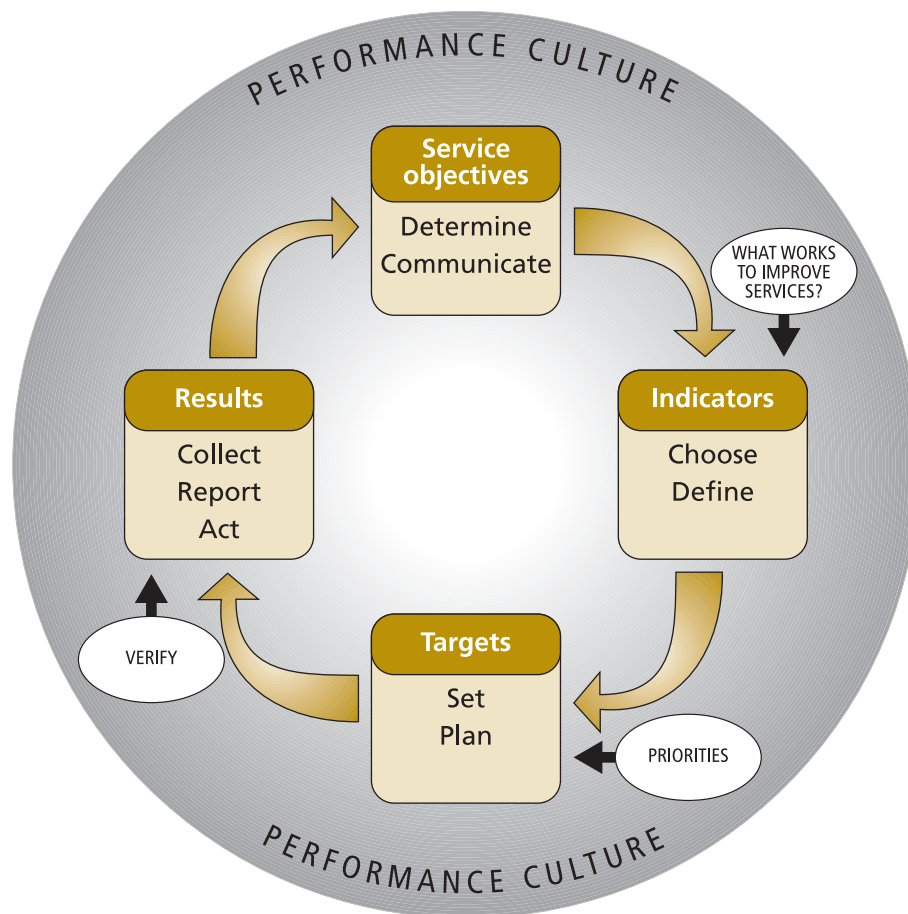 PERFORMANCE CULTURE
Service
objectives
Determine
Communicate
WHAT WORKS
TO IMPROVE
SERVICES?
Results
Collect
Report
Act
Indicators
Choose
Define
VERIFY
Targets
Set
Plan
PRIORITIES
PERFORMANCE CULTURE